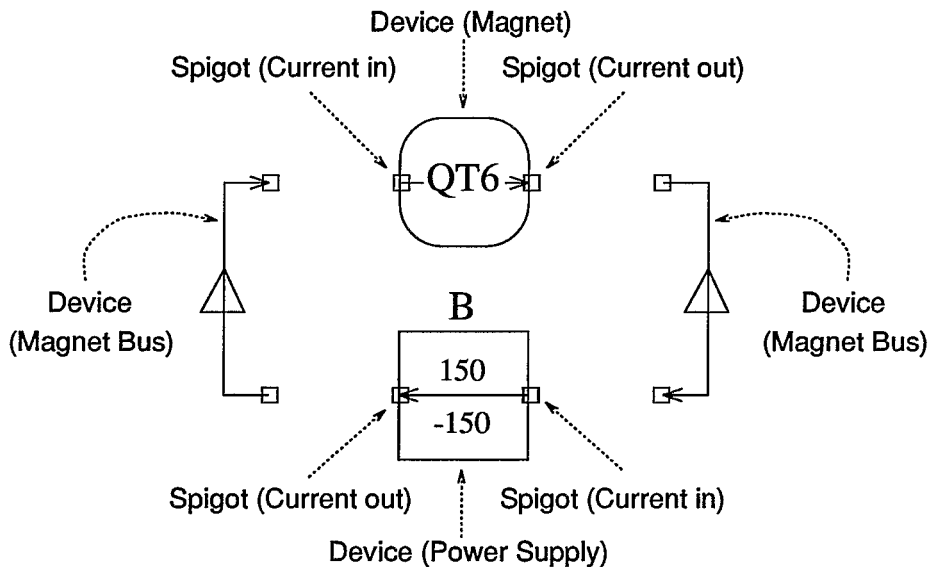 Device (Magnet)
Spigot (Current in)
Spigot (Current out)
QT6
Device
(Magnet Bus)
B
150
-150
Device
(Magnet Bus)
Spigot (Current out)
Spigot (Current in)
Device (Power Supply)